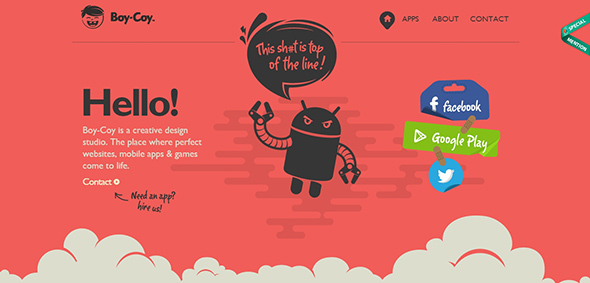 Boy-Coy
APPS
ABOUT
CONTACT
SPECIAL
MENTION
This sh#t is top
of the line!
Hello!
Boy-Coy is a creative design
studio. The place where perfect
websites, mobile apps & games
come to life.
Contact
Need an app?
hire us!
facebook
Google Play